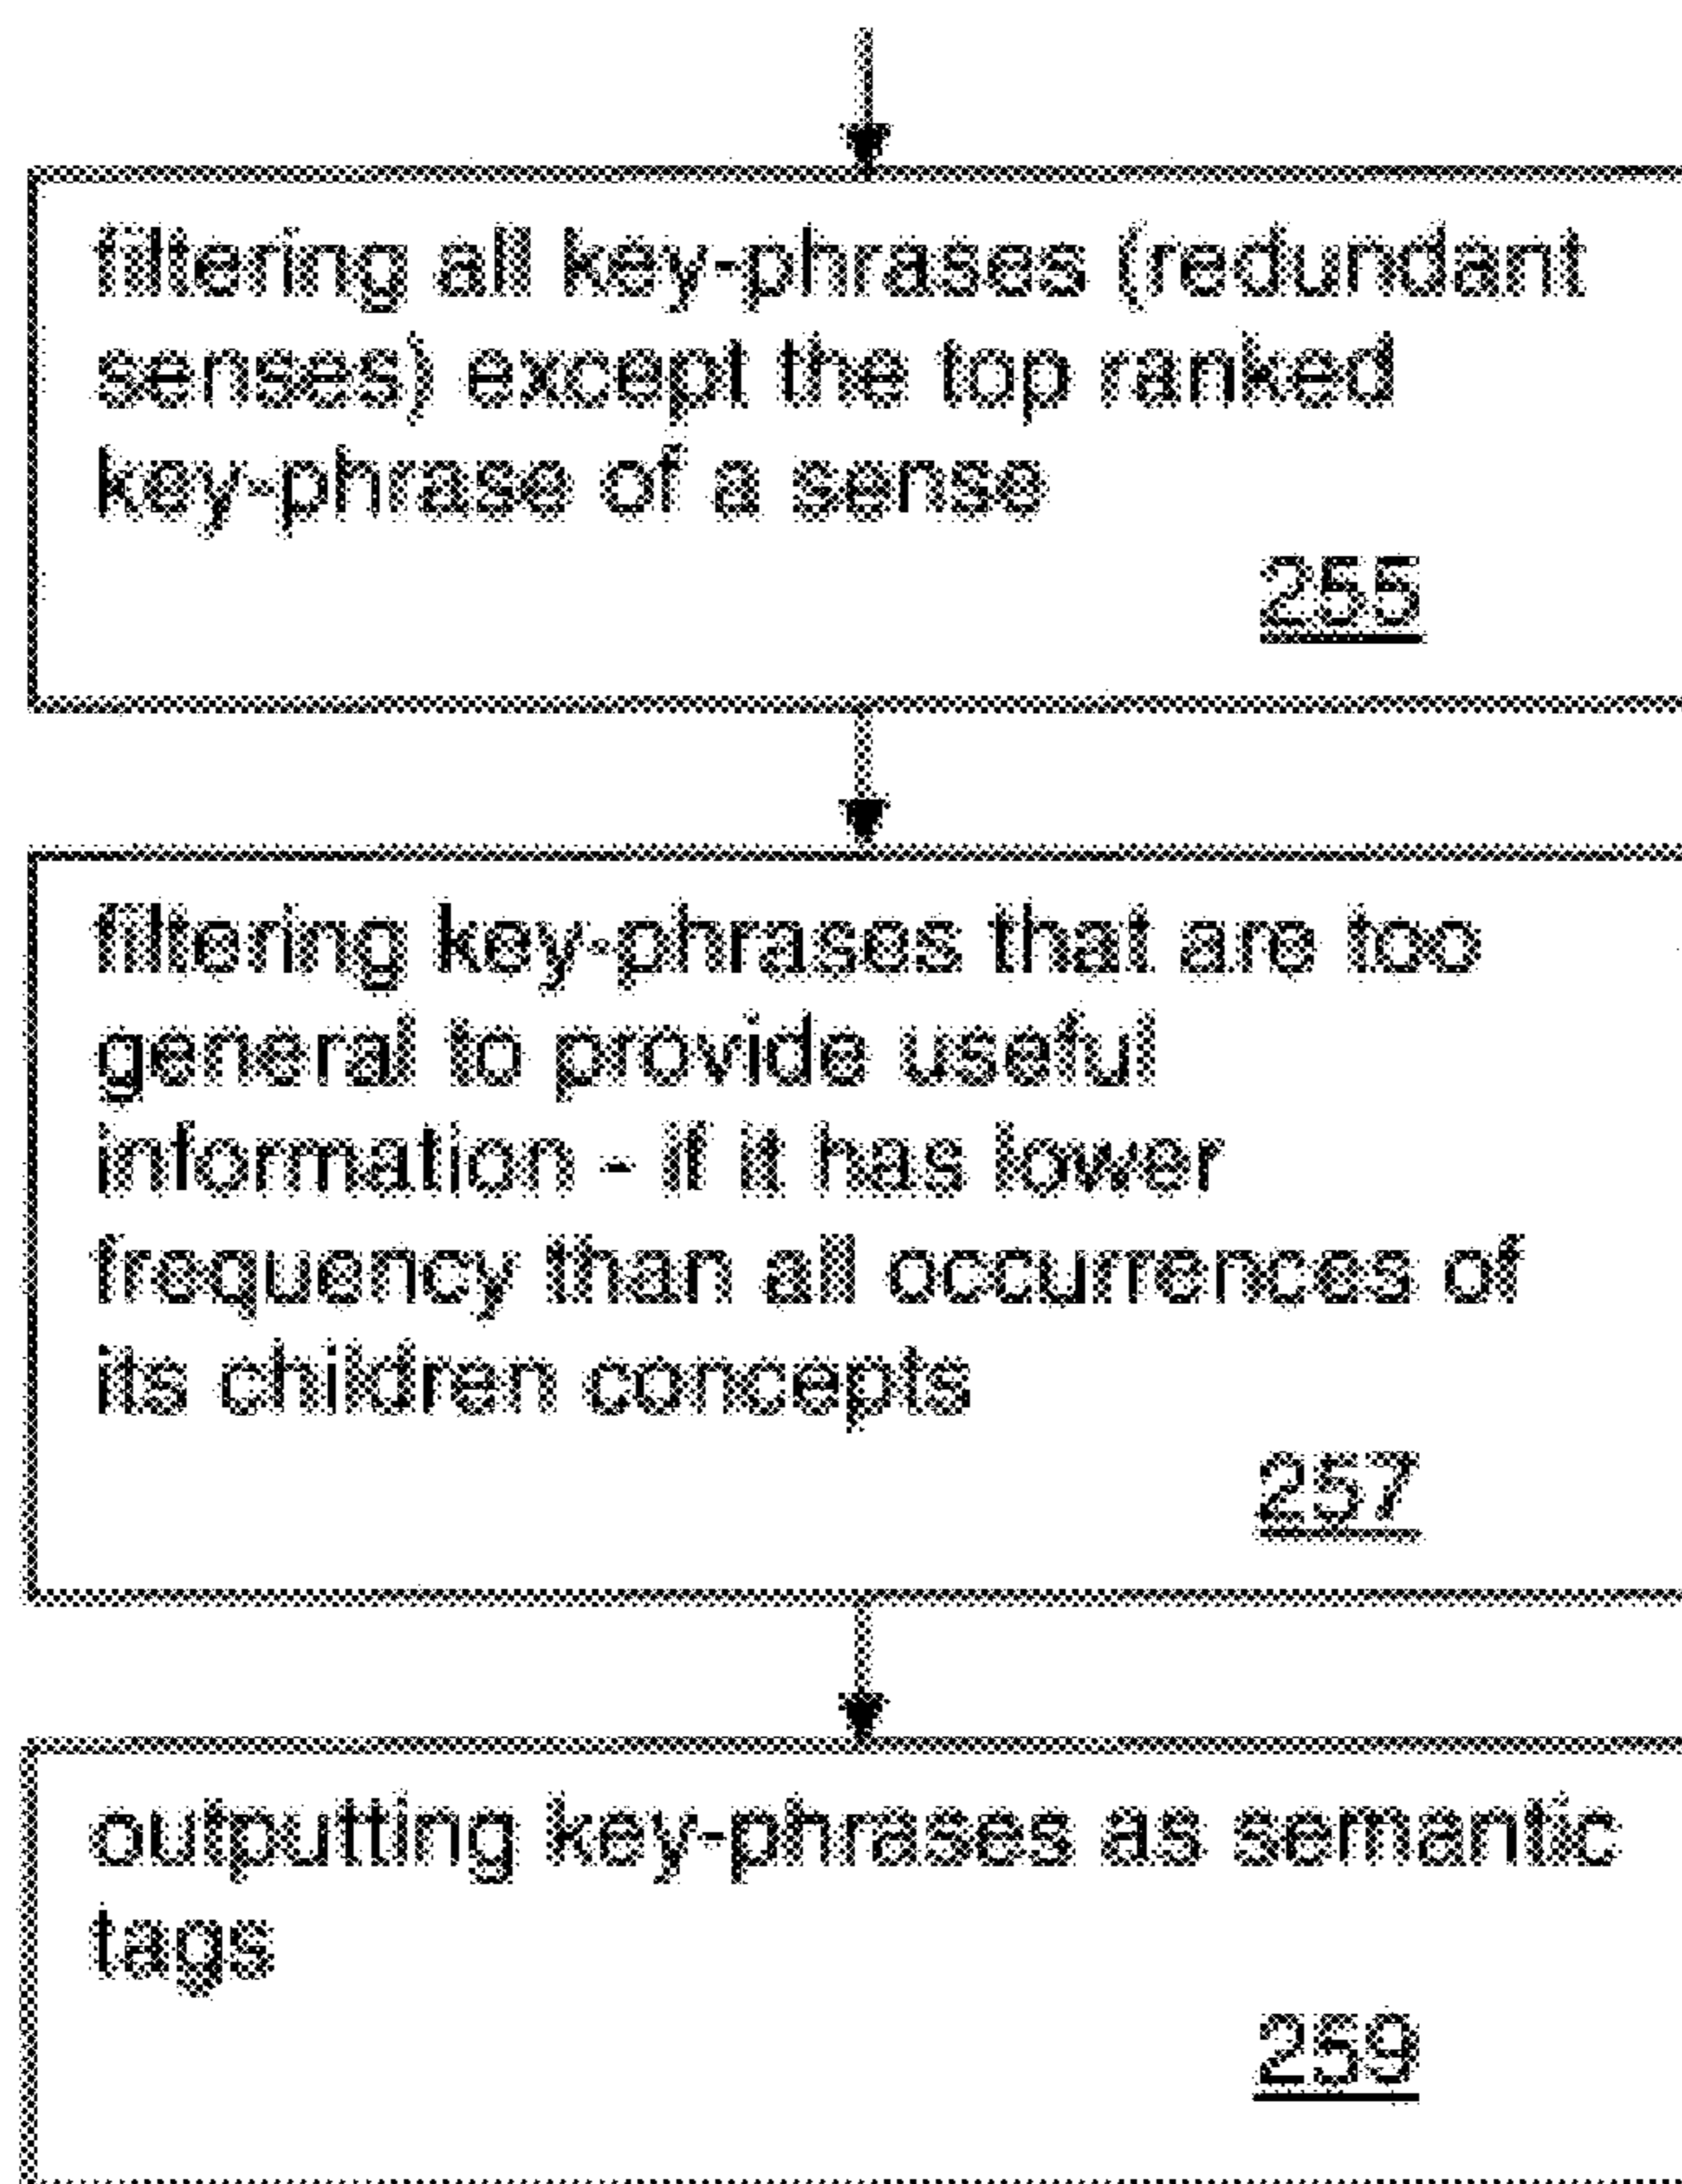 filtering all key-phrases (redundant
senses) except the top ranked
key-phrase of a sense
255
filtering key-phrases that are too
general to provide useful
information - if it has lower
frequency than all occurrences of
its children concepts
257
outputting key-phrases as semantic
tags
259